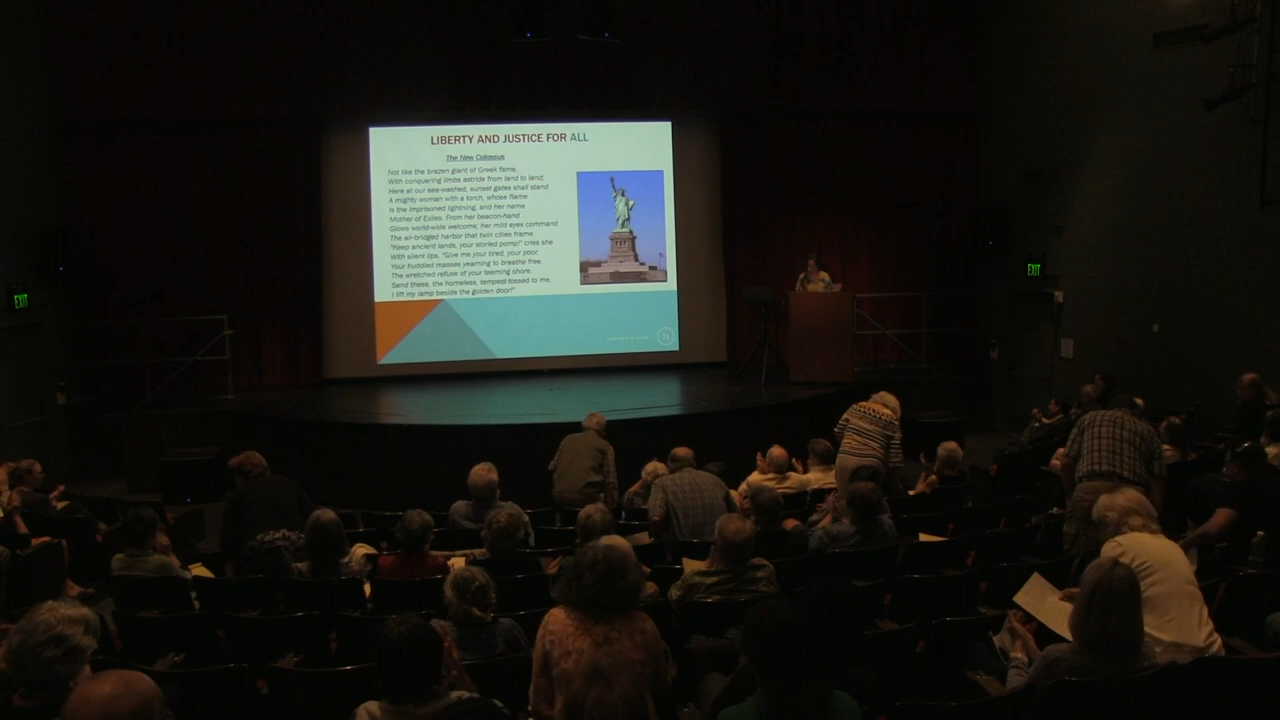 LIBERTY AND JUSTICE FOR ALL
The New Colossus
Not like the brazen giant of Greek fame,
With conquering limbs astride from land to land;
Here at our sea-washed, sunset gates shall stand
A mighty woman with a torch, whose flame
Is the imprisoned lightning, and her name
Mother of Exiles. From her beacon-hand
Glows world-wide welcome; her mild eyes command
The air-bridged harbor that twin cities frame.
"Keep ancient lands, your storied pomp!" cries she
With silent lips. "Give me your tired, your poor,
Your huddled masses yearning to breathe free,
The wretched refuse of your teeming shore.
Send these, the homeless, tempest-tossed to me,
I lift my lamp beside the golden door!"
EXIT
EXIT